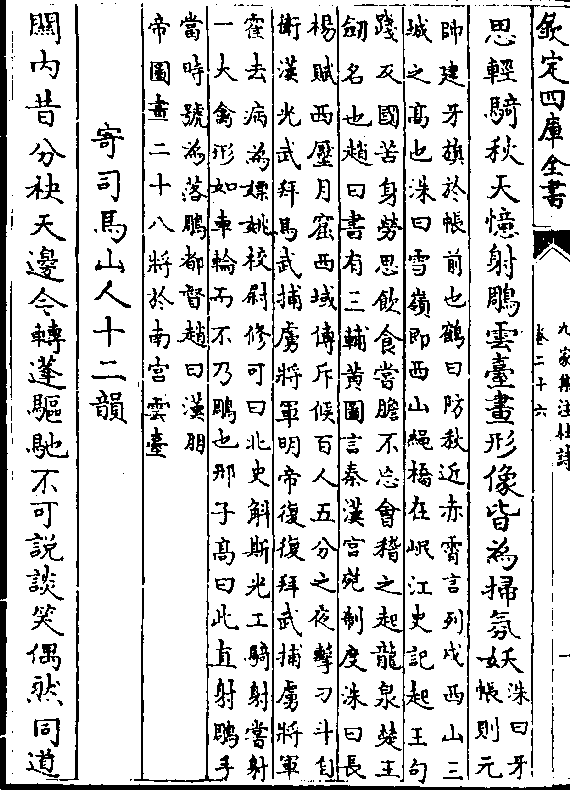 欽定四庫全書
九家集注杜詩
卷二十六
思輕騎秋天憶射鵰雲臺畫形像皆為掃氛妖洙曰牙帳則元
帥建牙旗於帳前也鶴曰防秋近赤霄言列戍西山三
城之髙也洙曰雪嶺即西山繩橋在岷江史記起王句
踐反國苦身勞思飲食嘗膽不忘會稽之起龍泉楚王
劒名也趙曰書有三輔黄圖言秦漢宫苑制度洙曰長
楊賦西壓月窟西域傳斥候百人五分之夜擊刁斗自
衛漢光武拜馬武捕虜將軍明帝復復拜武捕虜將軍
霍去病為嫖姚校尉修可曰北史斛斯光工騎射嘗射
一大禽形如車輪而不乃鵰也邢子髙曰此直射鵰手
當時號為落鵰都督趙曰漢明
帝圖畫二十八將於南宫雲臺
寄司馬山人十二韻
關内昔分袂天邊今轉蓬驅馳不可説談笑偶然同道